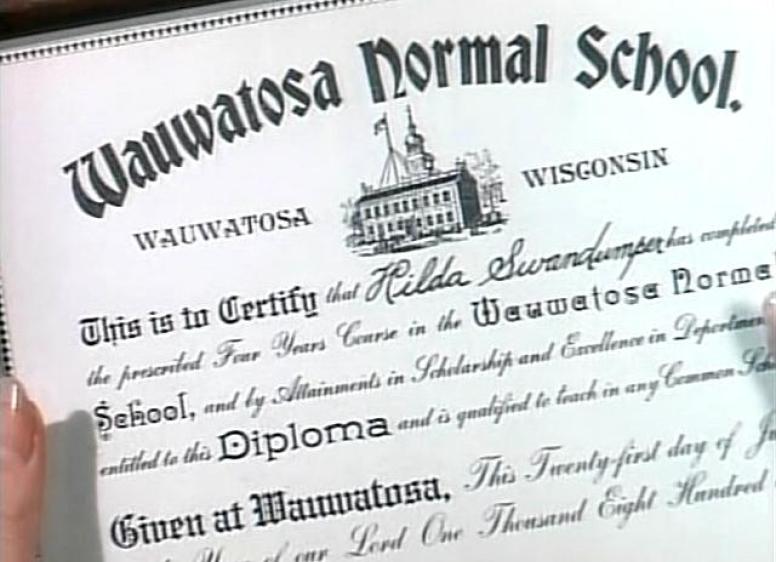 Wauwatosa Normal School.
WAUWATOSA WISCONSIN
This is to Certify that Hilda Swandumper has completed
the prescribed Four Years Course in the Wauwatosa Normal
School, and by Attainments in Scholarship and Excellence in Deportmen
entitled to this Diploma and is qualified to teach in any Common Sch
Given at Wauwatosa, This Twenty-first day of
Year of our Lord One Thousand Eight Hundred